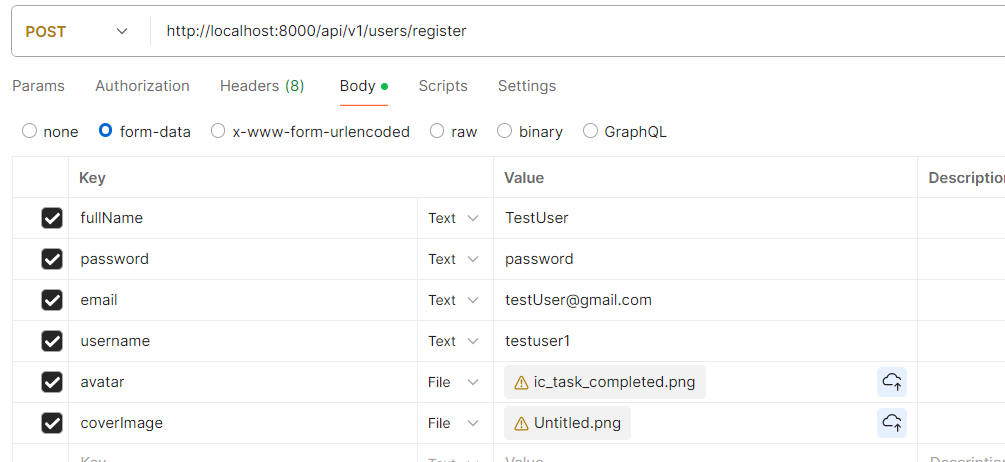 POST http://localhost:8000/api/v1/users/register
Params Authorization Headers (8) Body Scripts Settings
none form-data x-www-form-urlencoded raw binary GraphQL
Key Value Descriptio
fullName Text TestUser
password Text password
email Text testUser@gmail.com
username Text testuser1
avatar File ic_task_completed.png
coverImage File Untitled.png
Key Text Value Description